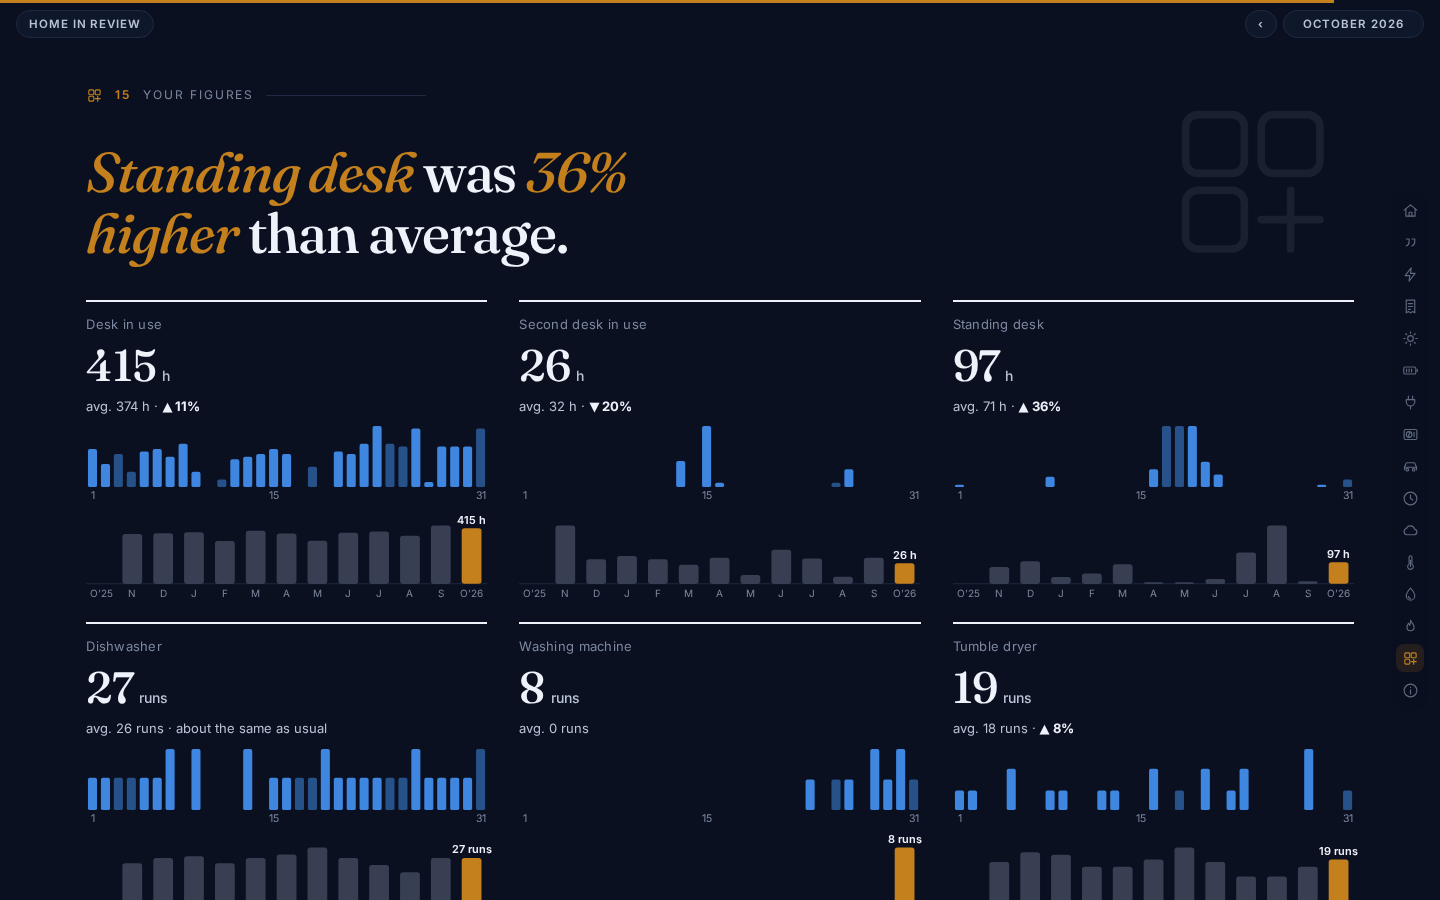 HOME IN REVIEW
‹
OCTOBER 2026
15 YOUR FIGURES
Standing desk was 36%
higher than average.
Desk in use
415 h
avg. 374 h · ▲ 11%
1 15 31
415 h
O'25 N D J F M A M J J A S O'26
Second desk in use
26 h
avg. 32 h · ▼ 20%
1 15 31
26 h
O'25 N D J F M A M J J A S O'26
Standing desk
97 h
avg. 71 h · ▲ 36%
1 15 31
97 h
O'25 N D J F M A M J J A S O'26
Dishwasher
27 runs
avg. 26 runs · about the same as usual
1 15 31
27 runs
Washing machine
8 runs
avg. 0 runs
1 15 31
8 runs
Tumble dryer
19 runs
avg. 18 runs · ▲ 8%
1 15 31
19 runs